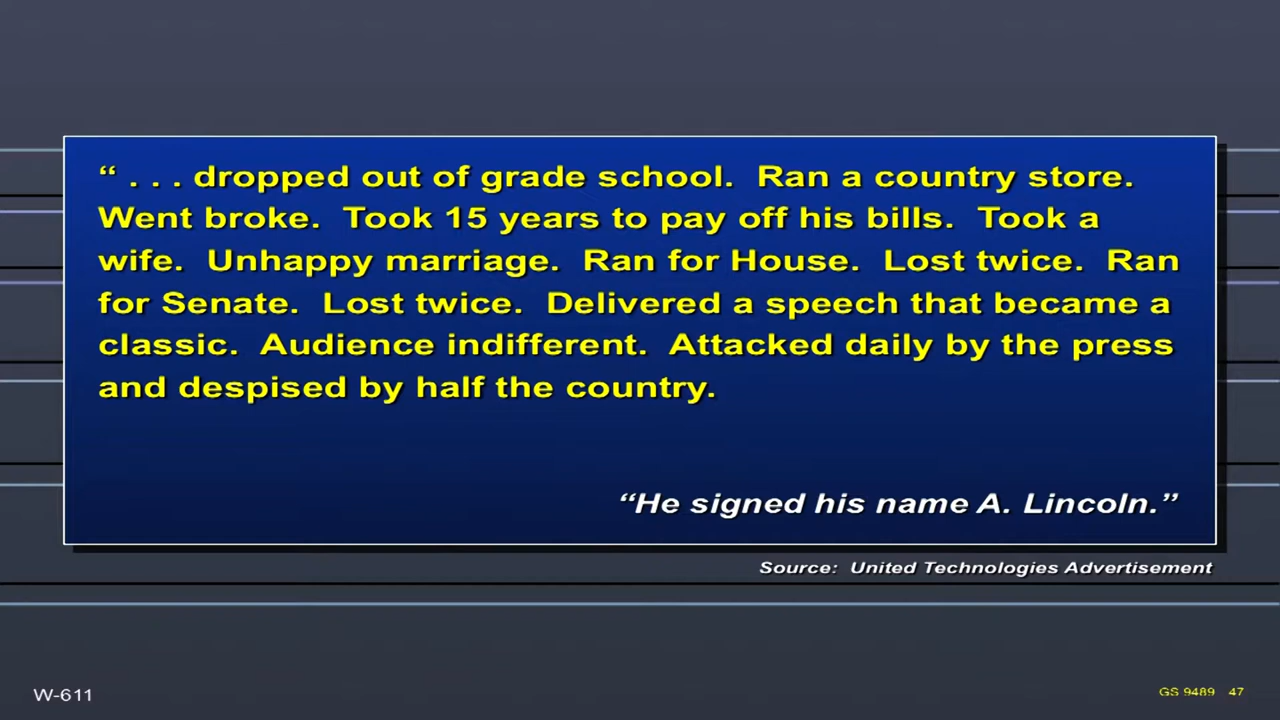 “ . . . dropped out of grade school.  Ran a country store.
Went broke.  Took 15 years to pay off his bills.  Took a
wife.  Unhappy marriage.  Ran for House.  Lost twice.  Ran
for Senate.  Lost twice.  Delivered a speech that became a
classic.  Audience indifferent.  Attacked daily by the press
and despised by half the country.
“He signed his name A. Lincoln.”
Source:  United Technologies Advertisement
W-611
GS 9489   47